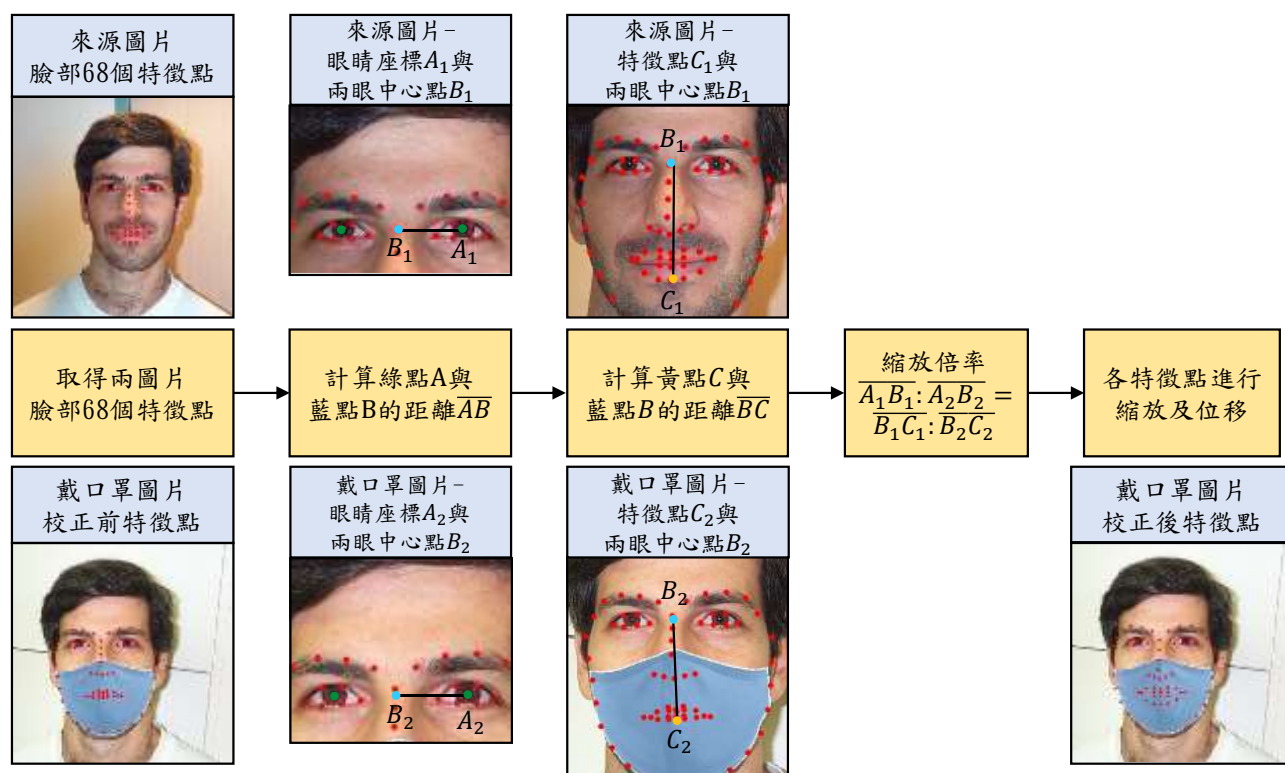 來源圖片
臉部68個特徵點
來源圖片-
眼睛座標A₁與
兩眼中心點B₁
來源圖片-
特徵點C₁與
兩眼中心點B₁
B₁
A₁
B₁
C₁
取得兩圖片
臉部68個特徵點
計算綠點A與
藍點B的距離A̅B̅
計算黃點C與
藍點B的距離B̅C̅
縮放倍率
A̅₁B̅₁:A̅₂B̅₂=
B̅₁C̅₁:B̅₂C̅₂
各特徵點進行
縮放及位移
戴口罩圖片
校正前特徵點
戴口罩圖片-
眼睛座標A₂與
兩眼中心點B₂
戴口罩圖片-
特徵點C₂與
兩眼中心點B₂
戴口罩圖片
校正後特徵點
B₂
A₂
B₂
C₂